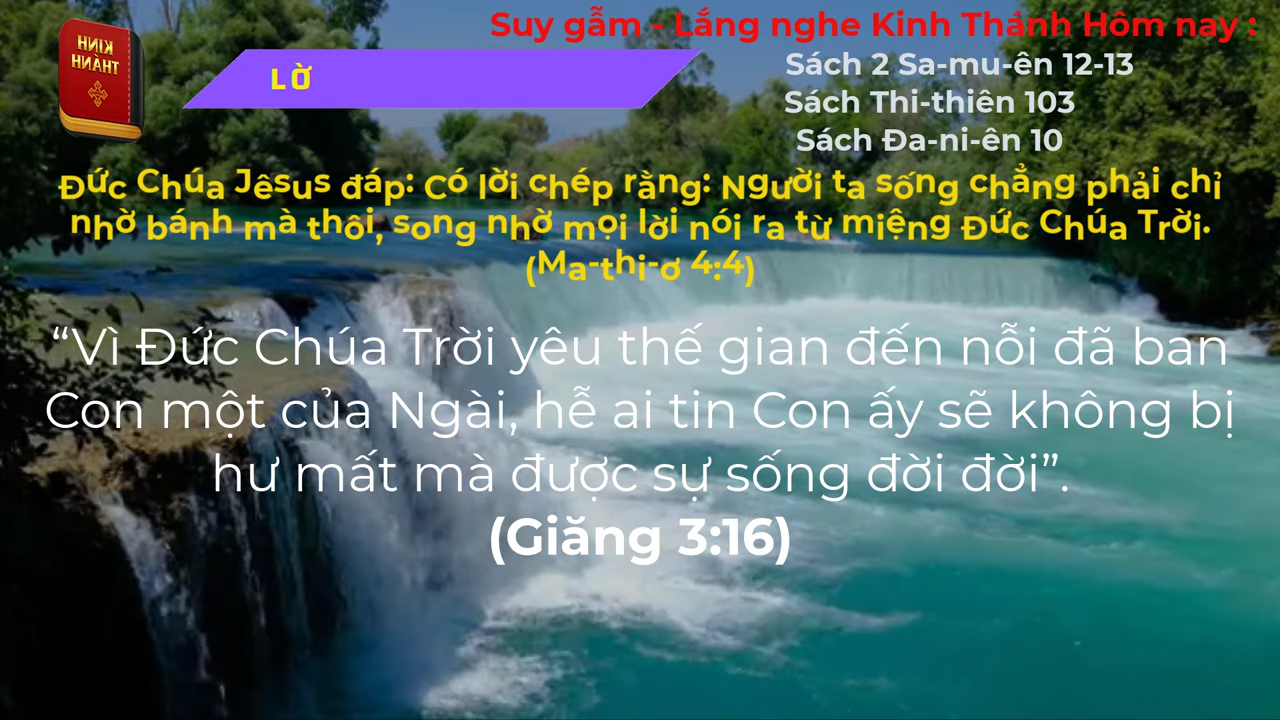 KINH
THÁNH
LỜ
Suy gẫm - Lắng nghe Kinh Thánh Hôm nay :
Sách 2 Sa-mu-ên 12-13
Sách Thi-thiên 103
Sách Đa-ni-ên 10
Đức Chúa Jêsus đáp: Có lời chép rằng: Người ta sống chẳng phải chỉ
nhờ bánh mà thôi, song nhờ mọi lời nói ra từ miệng Đức Chúa Trời.
(Ma-thi-ơ 4:4)
“Vì Đức Chúa Trời yêu thế gian đến nỗi đã ban
Con một của Ngài, hễ ai tin Con ấy sẽ không bị
hư mất mà được sự sống đời đời”.
(Giăng 3:16)